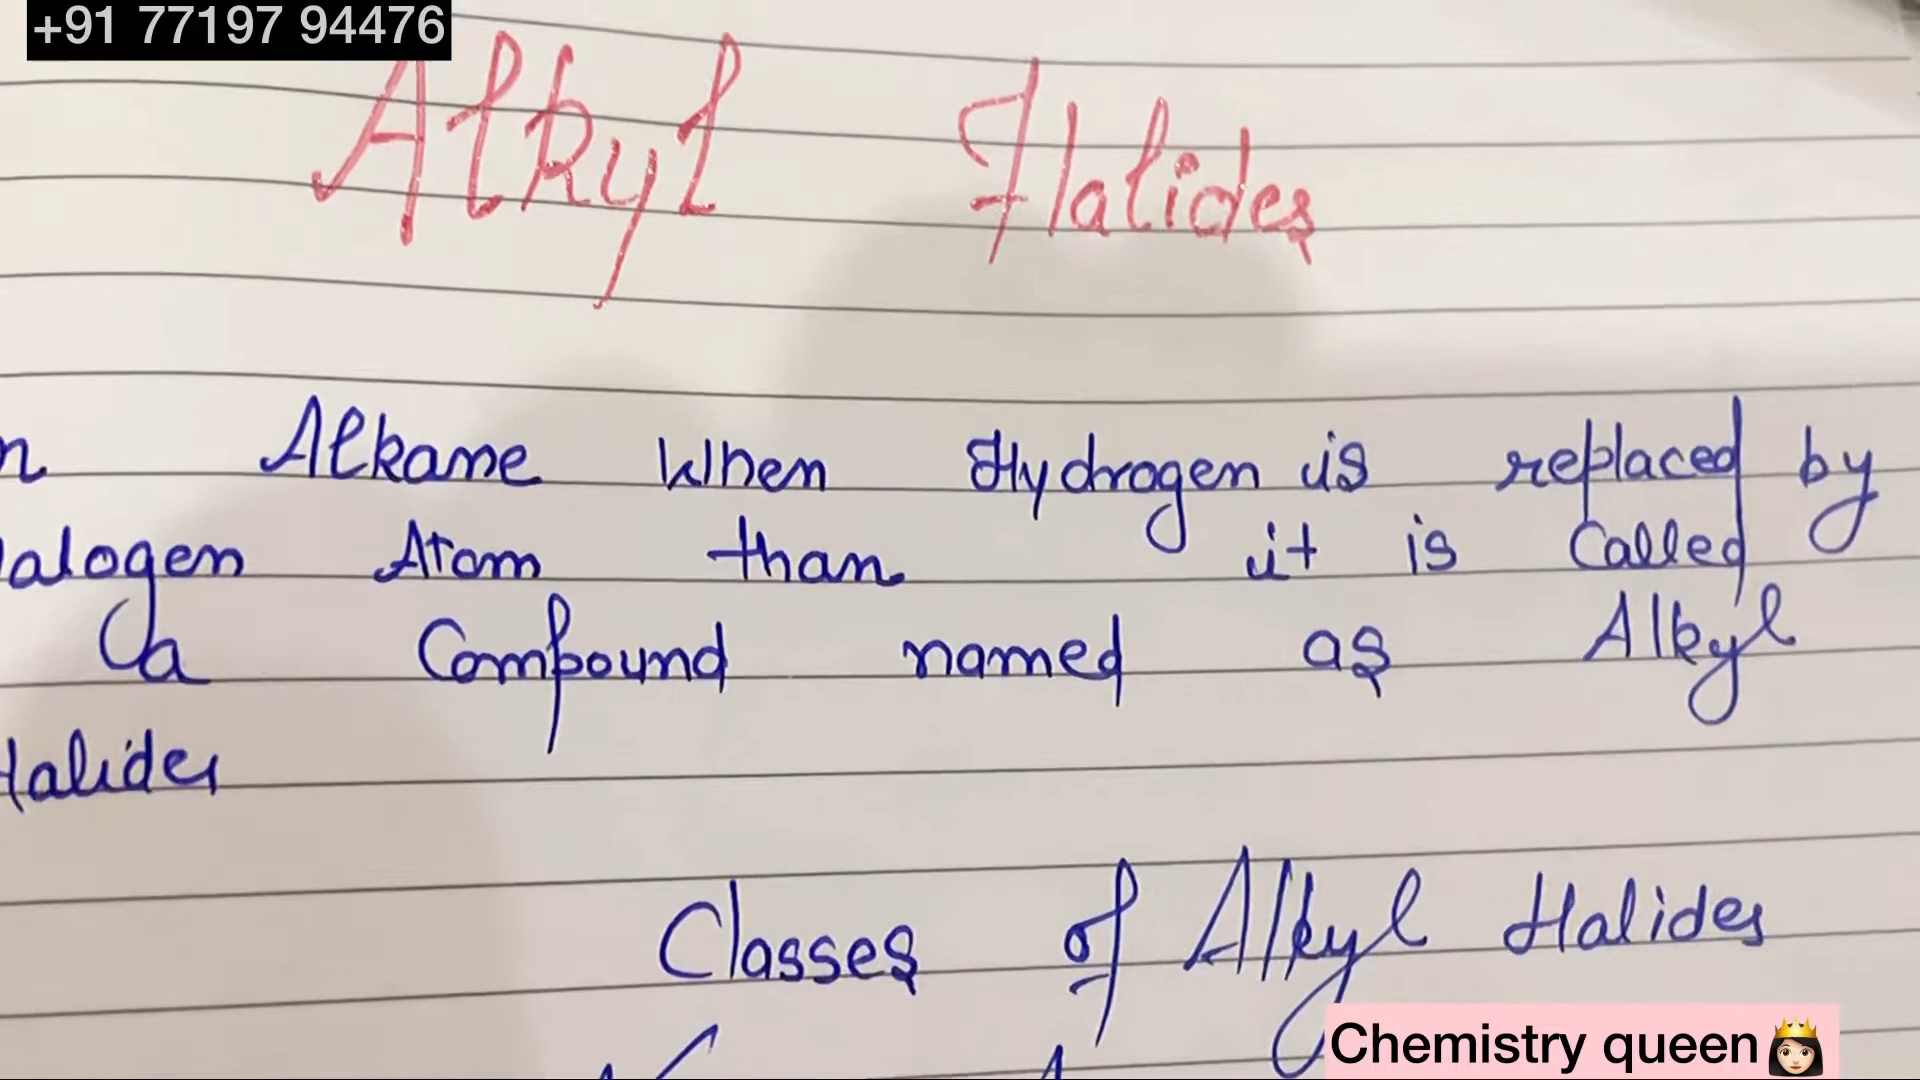 +91 77197 94476
Alkyl Halides
n Alkane When Hydrogen is replaced by
alogen Atom than it is Called
a Compound named as Alkyl
Halides
Classes of Alkyl Halides
Chemistry queen👸🏻